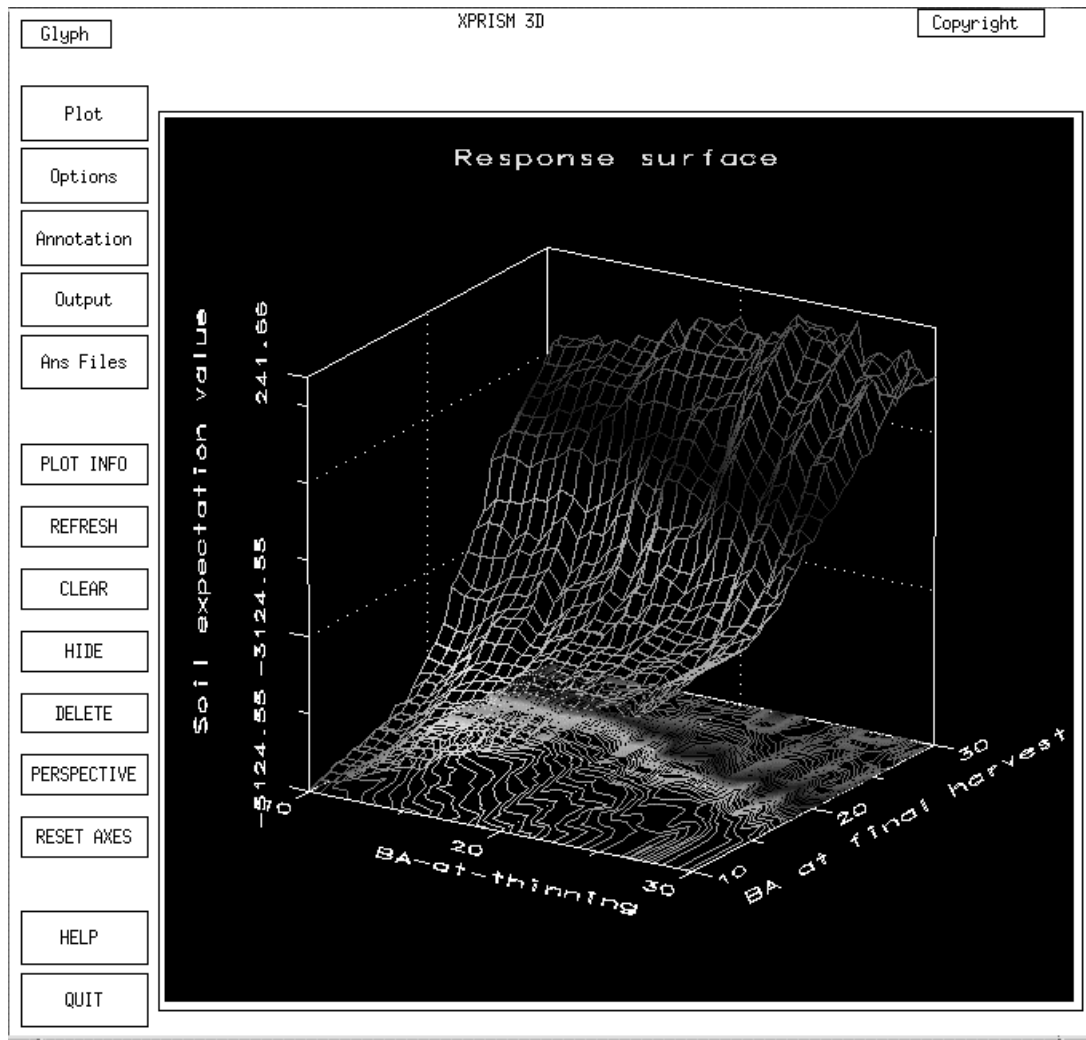 XPRISM 3D
Glyph
Copyright
Plot
Options
Annotation
Output
Ans Files
PLOT INFO
REFRESH
CLEAR
HIDE
DELETE
PERSPECTIVE
RESET AXES
HELP
QUIT
Response surface
Soil expectation value
241.66
-3124.55
-5124.55
10
20
30
BA-at-thinning
10
20
30
BA at final harvest